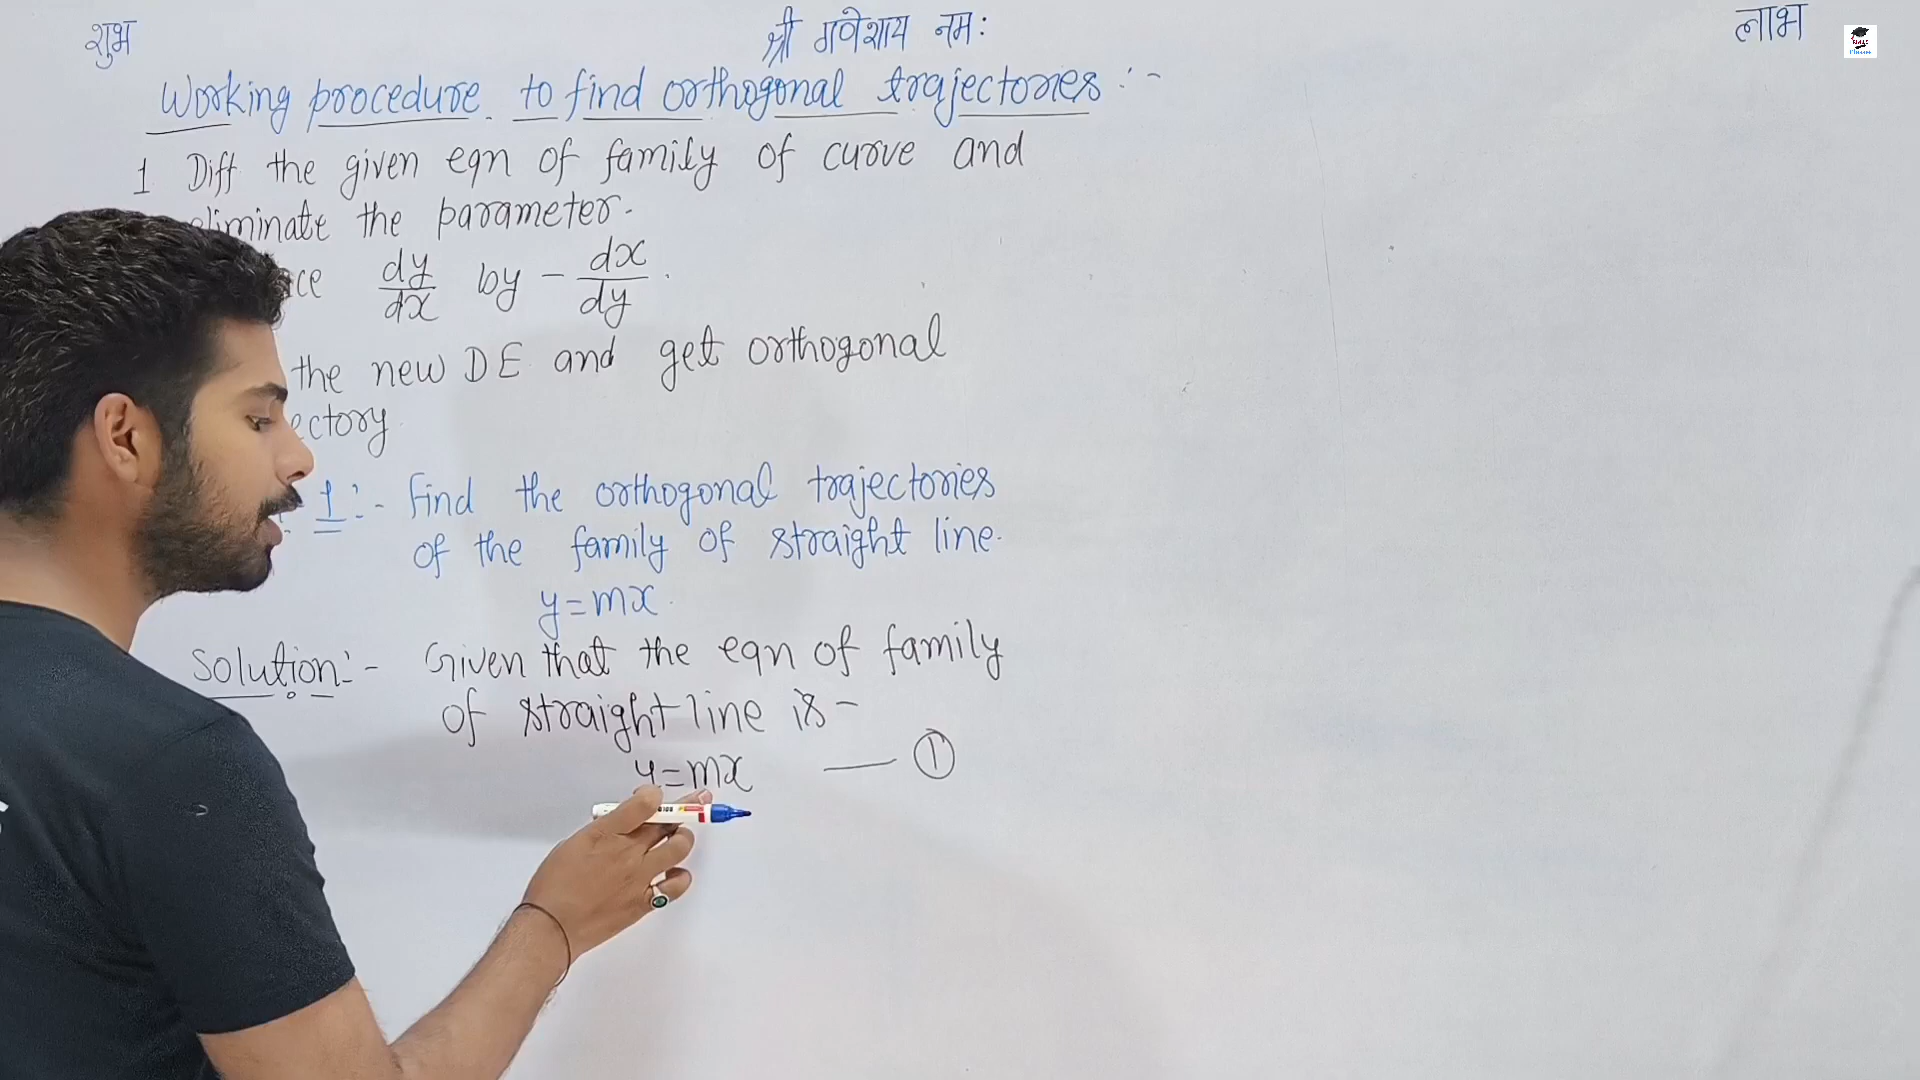 शुभ श्री गणेशाय नमः लाभ
Working procedure to find orthogonal trajectories :-
1 Diff the given eqn of family of curve and
eliminate the parameter.
dy/dx by - dx/dy.
the new DE and get orthogonal
1:- Find the orthogonal trajectories
of the family of straight line.
y=mx.
Solution:- Given that the eqn of family
of straight line is-
y=mx — ①